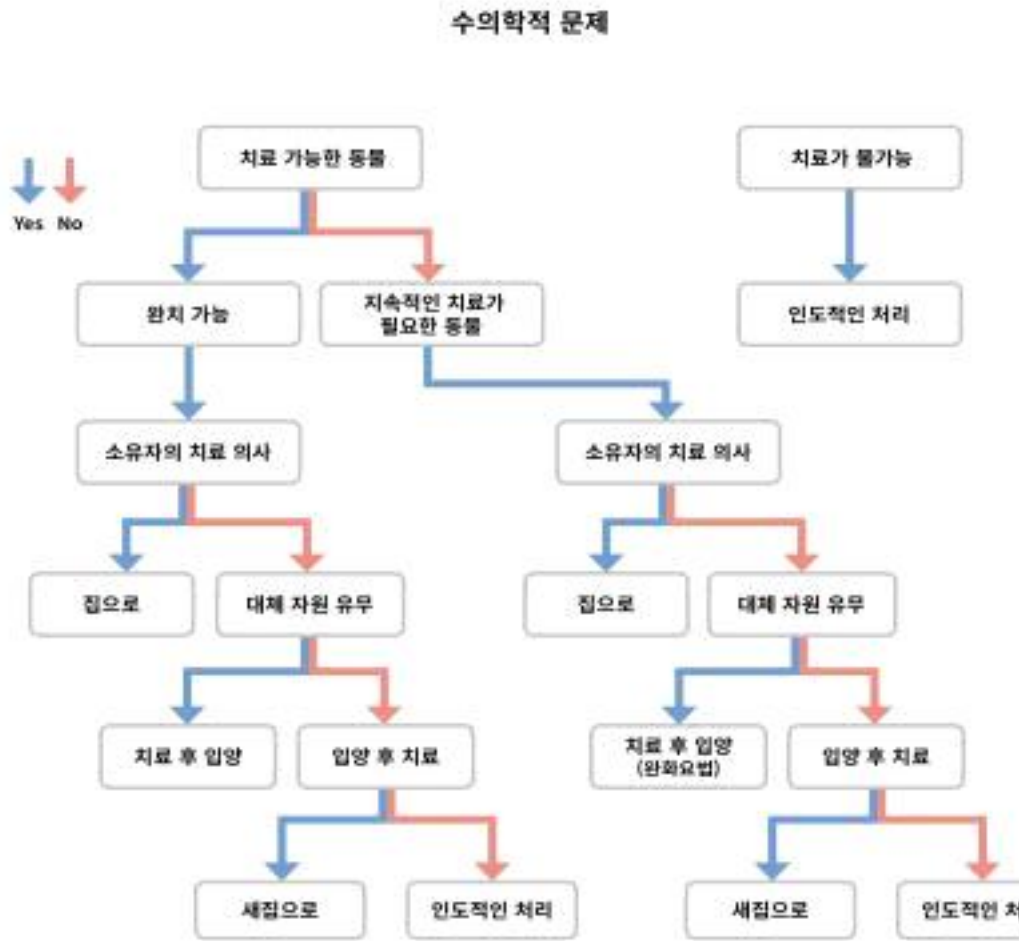 수의학적 문제
치료 가능한 동물
치료가 불가능
Yes No
완치 가능
지속적인 치료가
필요한 동물
인도적인 처리
소유자의 치료 의사
소유자의 치료 의사
집으로
대체 자원 유무
집으로
대체 자원 유무
치료 후 입양
입양 후 치료
치료 후 입양
(완화요법)
입양 후 치료
새집으로
인도적인 처리
새집으로
인도적인 처